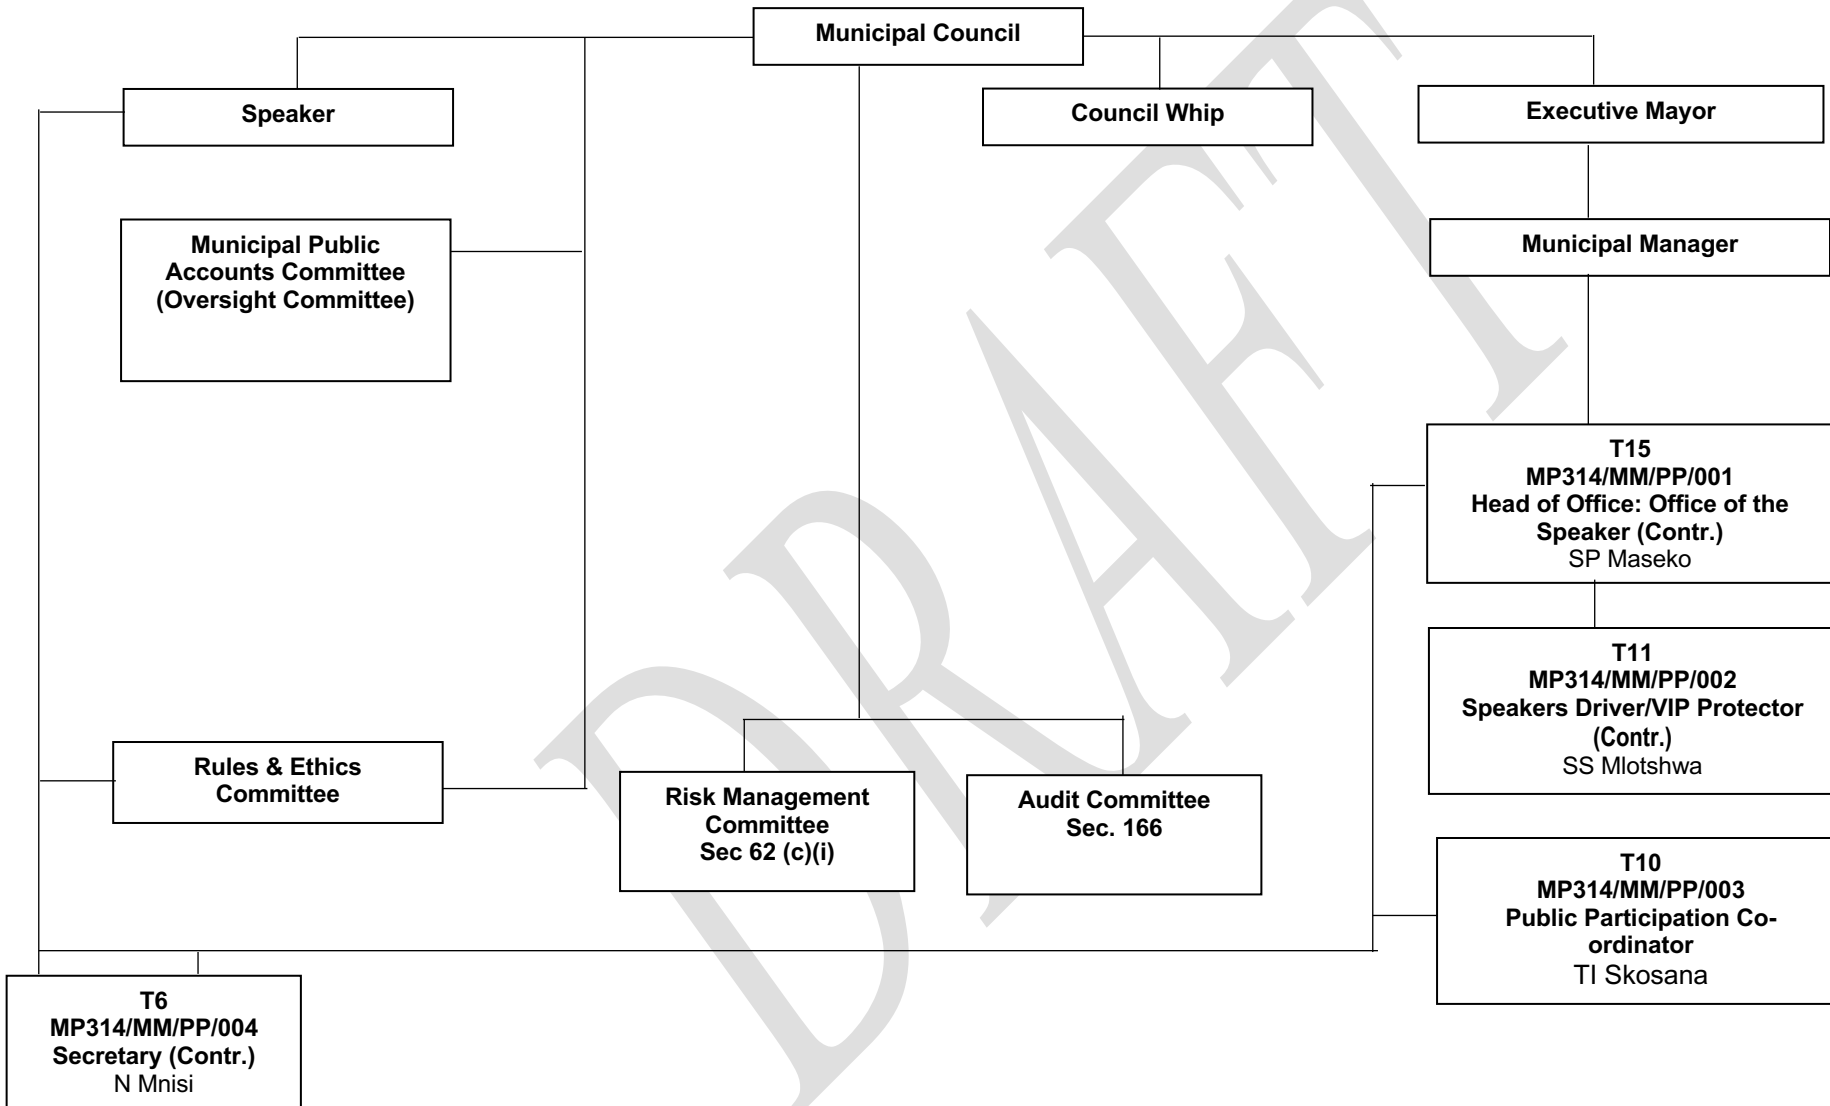 Municipal Council
Speaker
Council Whip
Executive Mayor
Municipal Public
Accounts Committee
(Oversight Committee)
Municipal Manager
T15
MP314/MM/PP/001
Head of Office: Office of the
Speaker (Contr.)
SP Maseko
T11
MP314/MM/PP/002
Speakers Driver/VIP Protector
(Contr.)
SS Mlotshwa
Rules & Ethics
Committee
Risk Management
Committee
Sec 62 (c)(i)
Audit Committee
Sec. 166
T10
MP314/MM/PP/003
Public Participation Co-
ordinator
TI Skosana
T6
MP314/MM/PP/004
Secretary (Contr.)
N Mnisi
DRAFT